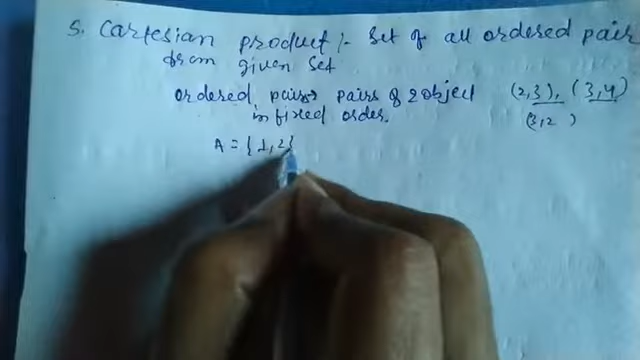 5. Cartesian product :- Set of all ordered pair
from given set
ordered pairs pairs of 2 object (2,3), (3,4)
in fixed order. (3,2)
A = {1,2}